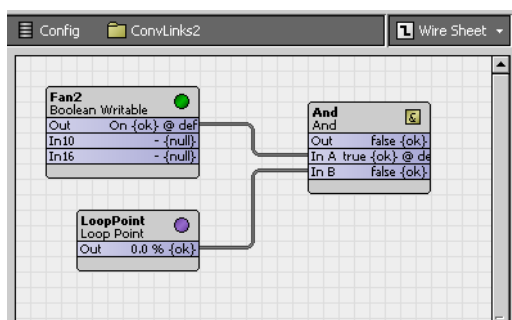 Config ConvLinks2 Wire Sheet
Fan2
Boolean Writable
Out On {ok} @ def
In10 - {null}
In16 - {null}
And
And
Out false {ok}
In A true {ok} @ de
In B false {ok}
LoopPoint
Loop Point
Out 0.0 % {ok}